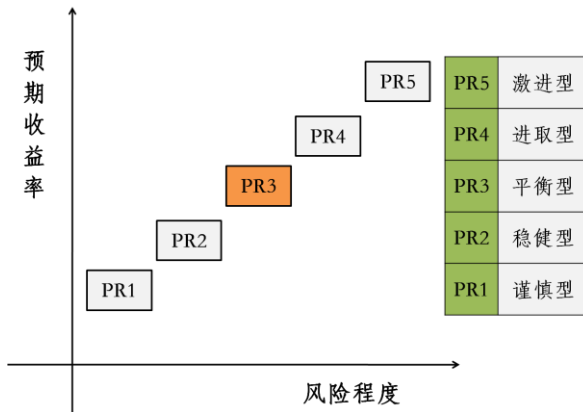 预期收益率
PR5
PR4
PR3
PR2
PR1
风险程度
PR5 激进型
PR4 进取型
PR3 平衡型
PR2 稳健型
PR1 谨慎型